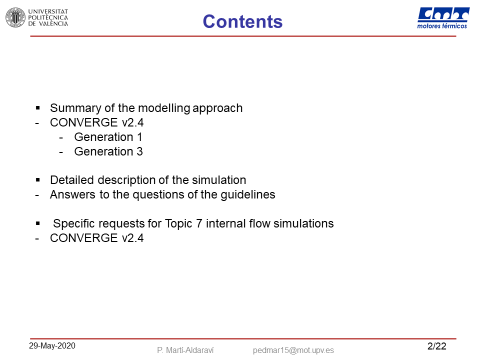 UNIVERSITAT
POLITÈCNICA
DE VALÈNCIA
Contents
CMT
motores térmicos
▪ Summary of the modelling approach
- CONVERGE v2.4
- Generation 1
- Generation 3
▪ Detailed description of the simulation
- Answers to the questions of the guidelines
▪ Specific requests for Topic 7 internal flow simulations
- CONVERGE v2.4
29-May-2020
P. Martí-Aldaraví
pedmar15@mot.upv.es
2/22